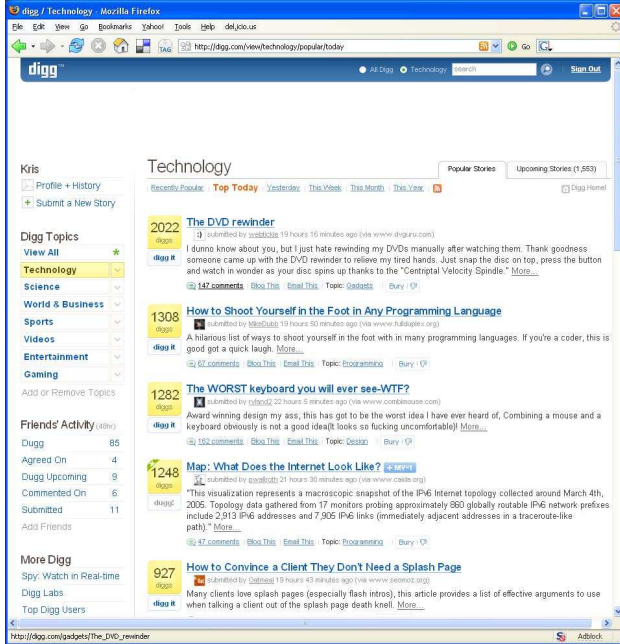 digg / Technology - Mozilla Firefox
File Edit View Go Bookmarks Yahoo! Tools Help del.icio.us
TAG http://digg.com/view/technology/popular/today Go G
digg™ All Digg Technology search Sign Out
Kris
Profile + History
+ Submit a New Story
Digg Topics
View All *
Technology
Science
World & Business
Sports
Videos
Entertainment
Gaming
Add or Remove Topics
Friends' Activity (48hr)
Dugg 85
Agreed On 4
Dugg Upcoming 9
Commented On 6
Submitted 11
Add Friends
More Digg
Spy: Watch in Real-time
Digg Labs
Top Digg Users
Technology Popular Stories Upcoming Stories (1,553)
Recently Popular Top Today Yesterday This Week This Month This Year Digg Home!
2022 diggs digg it
The DVD rewinder
:) submitted by webtickle 19 hours 16 minutes ago (via www.dvguru.com)
I dunno know about you, but I just hate rewinding my DVDs manually after watching them. Thank goodness
someone came up with the DVD rewinder to relieve my tired hands. Just snap the disc on top, press the button
and watch in wonder as your disc spins up thanks to the "Centriptal Velocity Spindle." More...
147 comments Blog This Email This Topic: Gadgets Bury
1308 diggs digg it
How to Shoot Yourself in the Foot in Any Programming Language
submitted by MikeDubb 19 hours 50 minutes ago (via www.fullduplex.org)
A hilarious list of ways to shoot yourself in the foot with in many programming languages. If you're a coder, this is
good got a quick laugh. More...
67 comments Blog This Email This Topic: Programming Bury
1282 diggs digg it
The WORST keyboard you will ever see-WTF?
submitted by ryland2 22 hours 5 minutes ago (via www.combimouse.com)
Award winning design my ass, this has got to be the worst idea I have ever heard of, Combining a mouse and a
keyboard obviously is not a good idea(It looks so fucking uncomfortable)! More...
152 comments Blog This Email This Topic: Design Bury
1248 diggs dugg!
Map: What Does the Internet Look Like? + MY-!
submitted by pwallroth 21 hours 30 minutes ago (via www.caida.org)
"This visualization represents a macroscopic snapshot of the IPv6 Internet topology collected around March 4th,
2005. Topology data gathered from 17 monitors probing approximately 860 globally routable IPv6 network prefixes
include 2,913 IPv6 addresses and 7,905 IPv6 links (immediately adjacent addresses in a traceroute-like
path)." More...
47 comments Blog This Email This Topic: Programming Bury
927 diggs digg it
How to Convince a Client They Don't Need a Splash Page
submitted by Oatmeal 19 hours 43 minutes ago (via www.seomoz.org)
Many clients love splash pages (especially flash intros), this article provides a list of effective arguments to use
when talking a client out of the splash page death knell. More...
http://digg.com/gadgets/The_DVD_rewinder Adblock